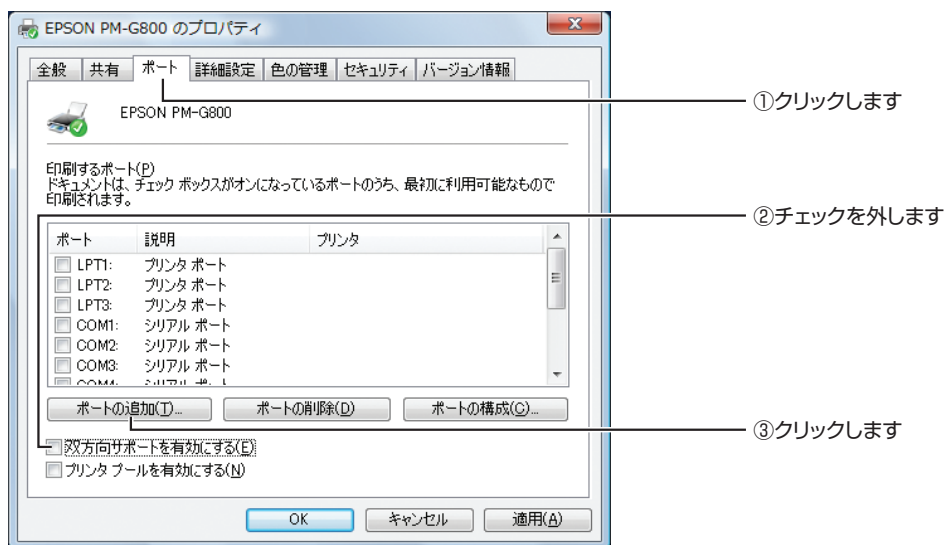 EPSON PM-G800 のプロパティ
全般 共有 ポート 詳細設定 色の管理 セキュリティ バージョン情報
①クリックします
EPSON PM-G800
印刷するポート(P)
ドキュメントは、チェック ボックスがオンになっているポートのうち、最初に利用可能なもので
印刷されます。
②チェックを外します
ポート 説明 プリンタ
LPT1: プリンタ ポート
LPT2: プリンタ ポート
LPT3: プリンタ ポート
COM1: シリアル ポート
COM2: シリアル ポート
COM3: シリアル ポート
COM4: シリアル ポート
ポートの追加(T)... ポートの削除(D) ポートの構成(C)...
③クリックします
双方向サポートを有効にする(E)
プリンタ プールを有効にする(N)
OK キャンセル 適用(A)